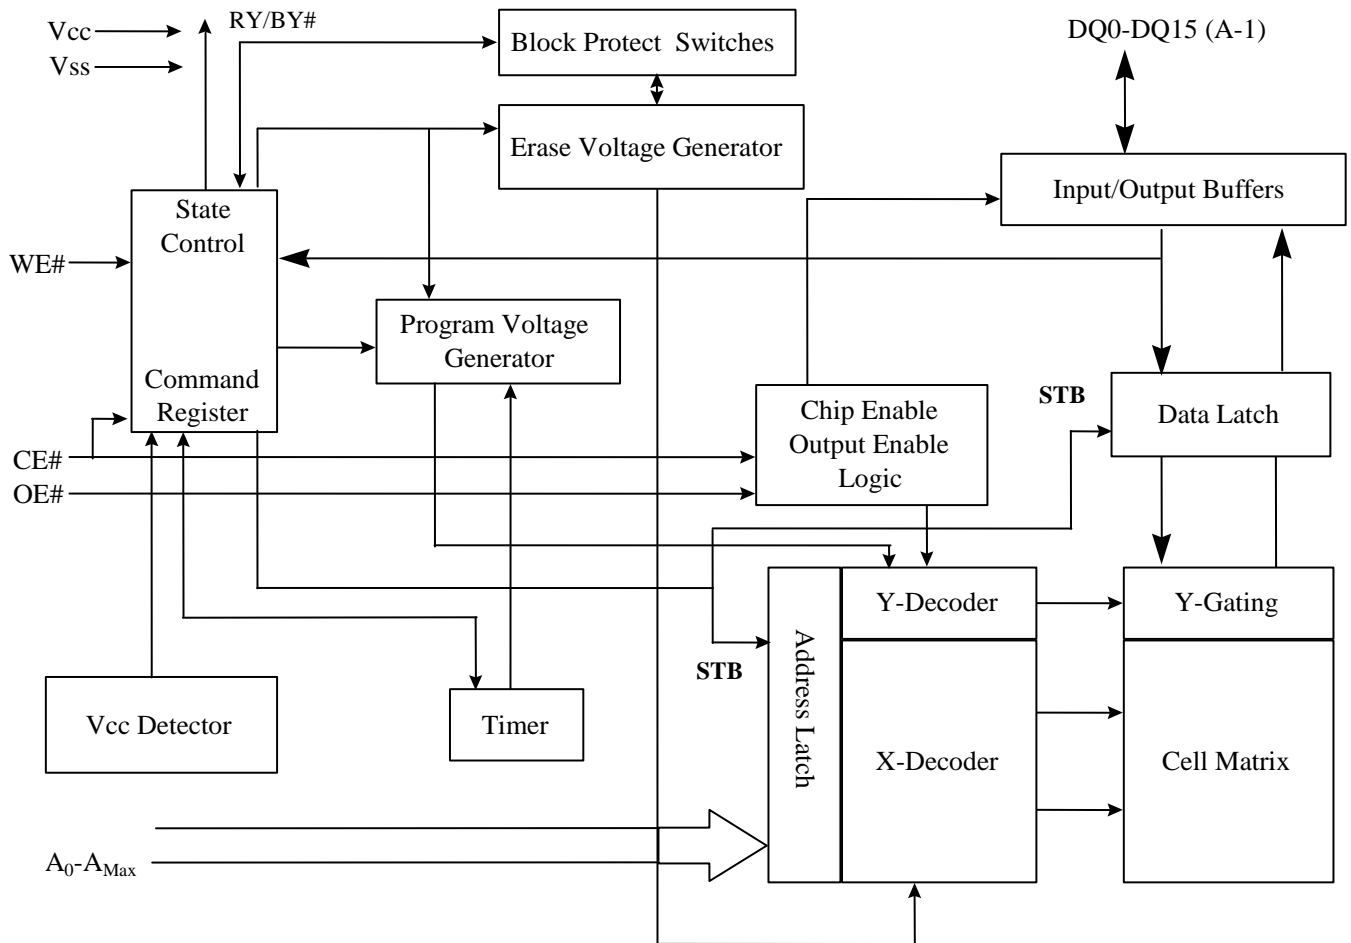 Vcc
Vss
RY/BY#
Block Protect Switches
DQ0-DQ15 (A-1)
Erase Voltage Generator
Input/Output Buffers
State
Control
WE#
Program Voltage
Generator
Command
Register
CE#
OE#
Chip Enable
Output Enable
Logic
STB
Data Latch
Y-Decoder
Y-Gating
STB
Address Latch
Vcc Detector
Timer
X-Decoder
Cell Matrix
A0-AMax